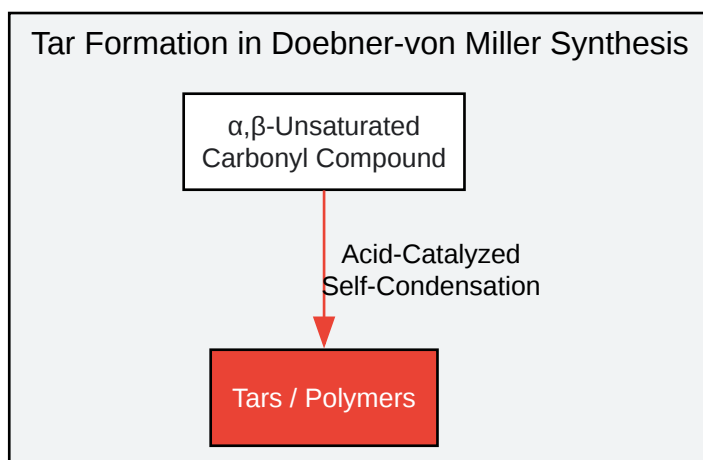 Tar Formation in Doebner-von Miller Synthesis
α,β-Unsaturated
Carbonyl Compound
Acid-Catalyzed
Self-Condensation
Tars / Polymers